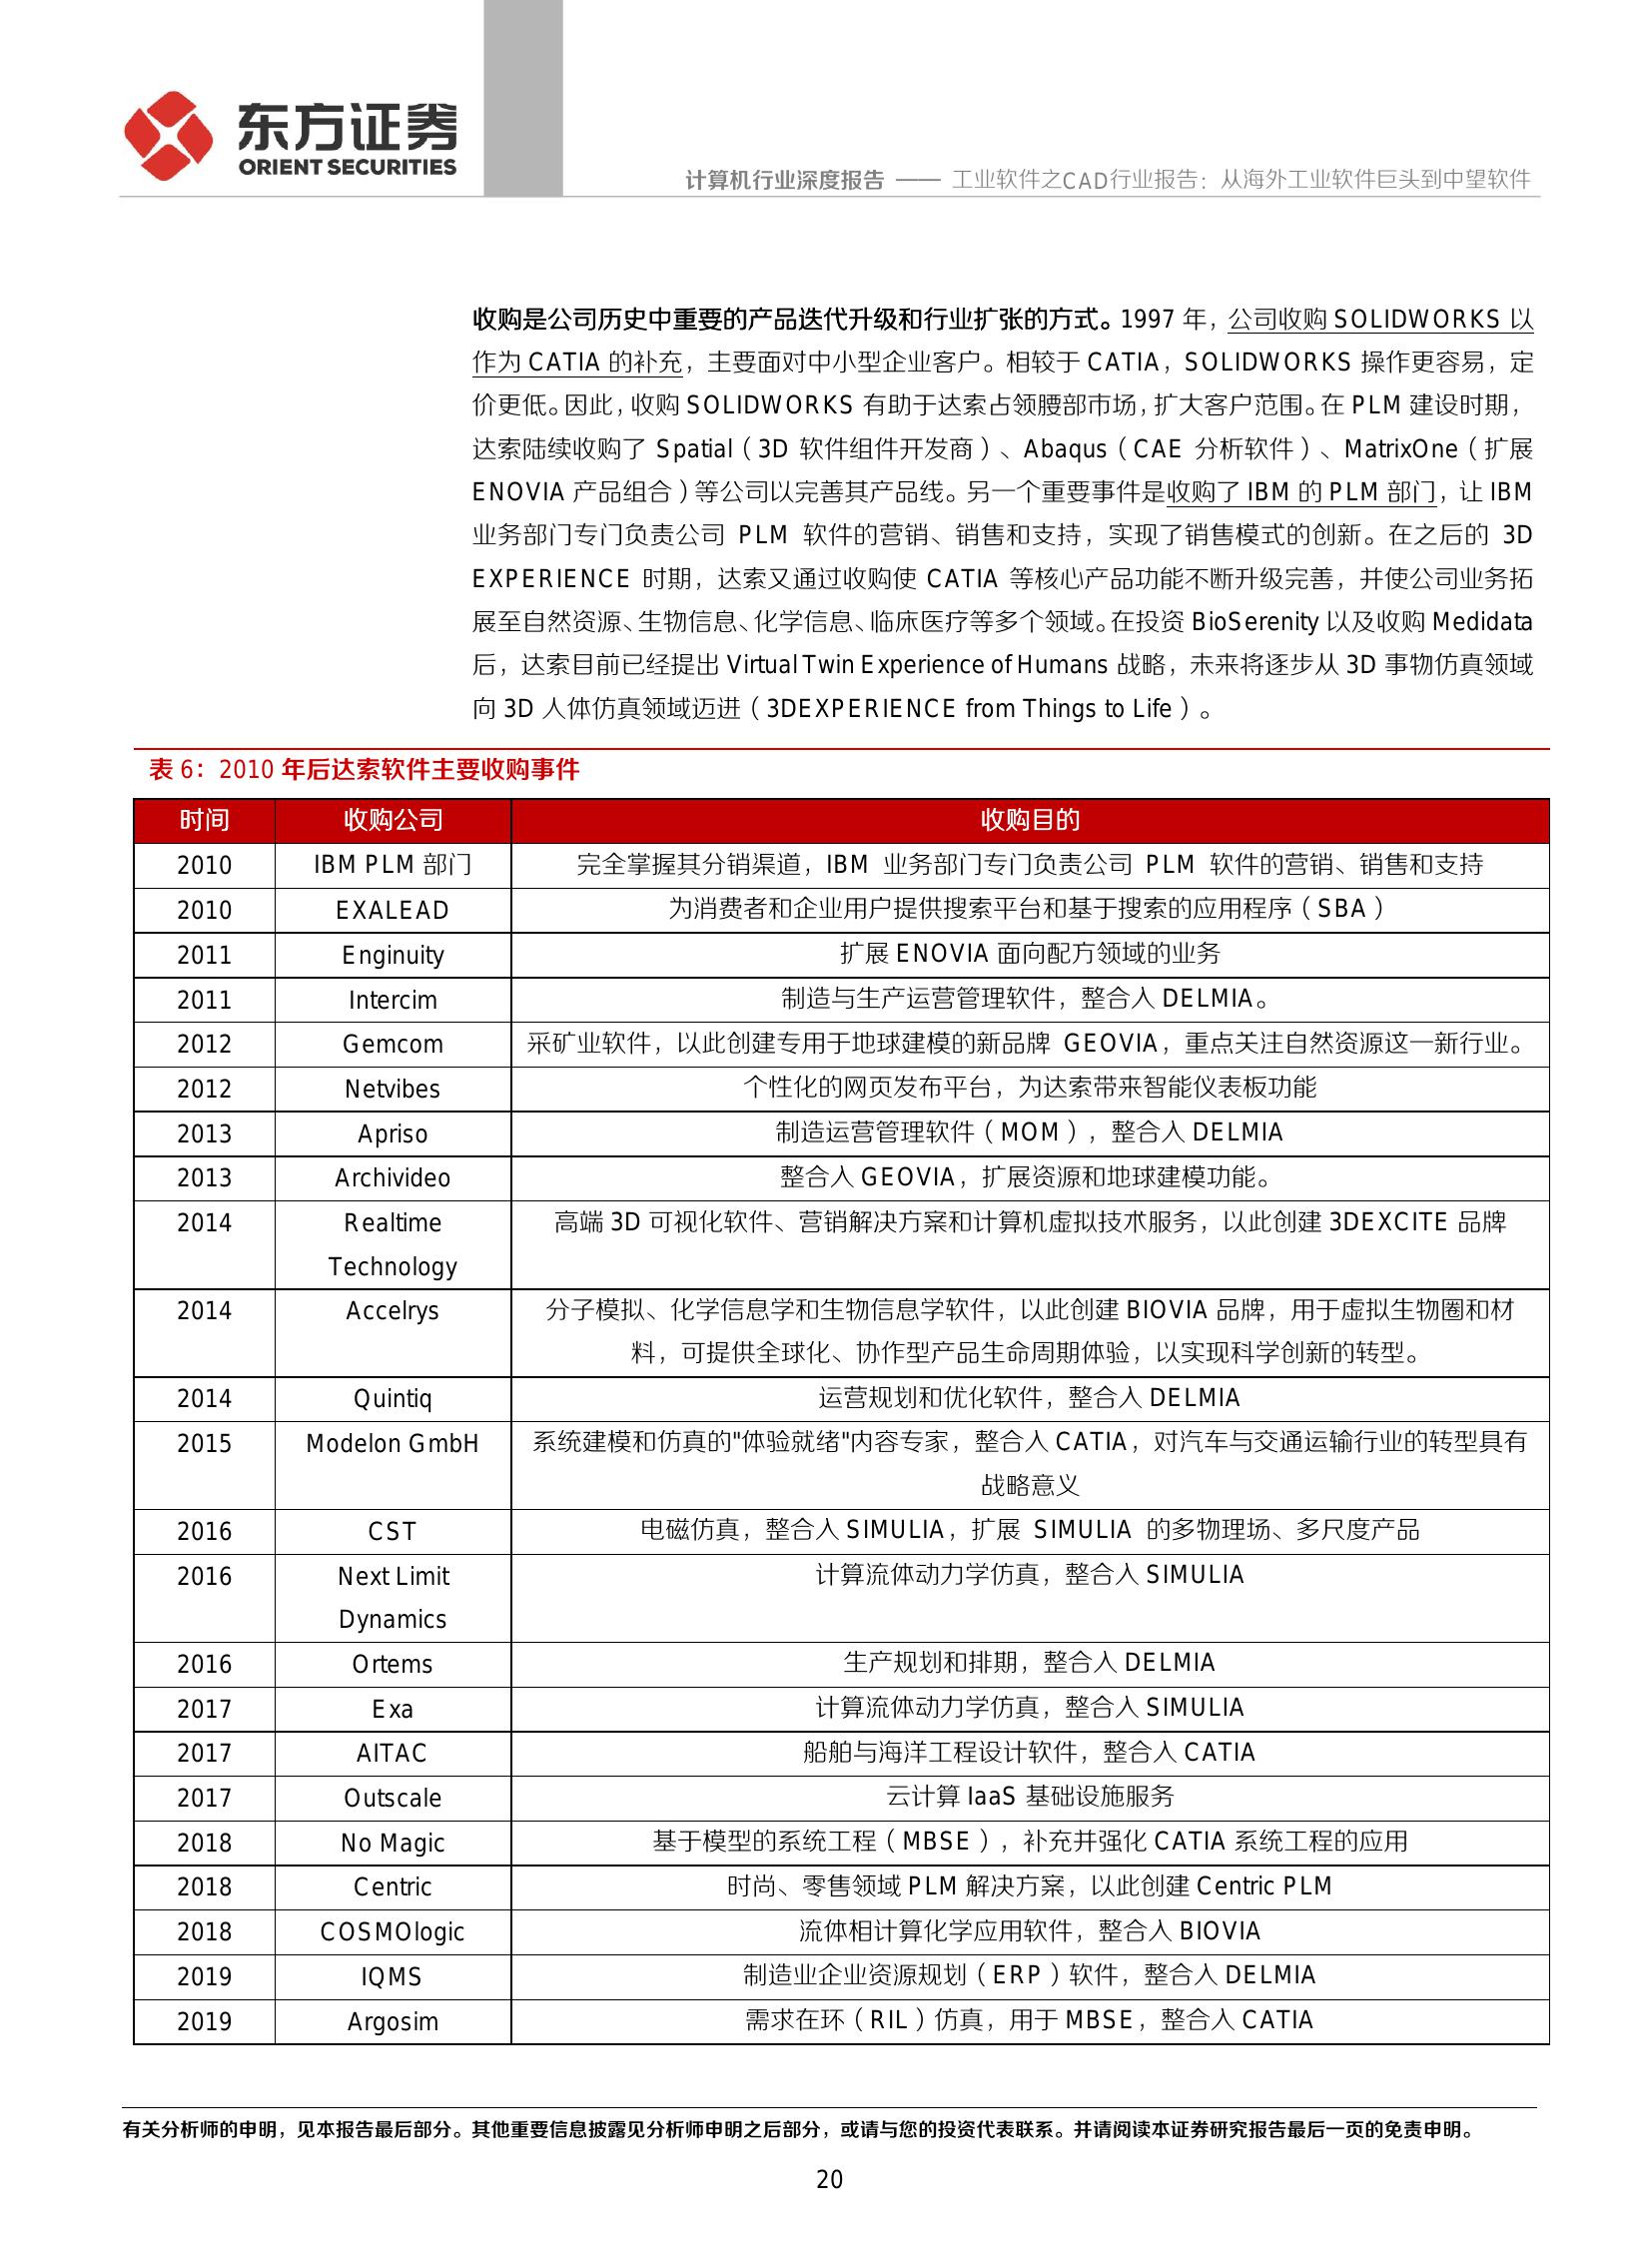 东方证券
ORIENT SECURITIES
计算机行业深度报告 —— 工业软件之CAD行业报告：从海外工业软件巨头到中望软件
收购是公司历史中重要的产品迭代升级和行业扩张的方式。1997 年，公司收购 SOLIDWORKS 以
作为 CATIA 的补充，主要面对中小型企业客户。相较于 CATIA，SOLIDWORKS 操作更容易，定
价更低。因此，收购 SOLIDWORKS 有助于达索占领腰部市场，扩大客户范围。在 PLM 建设时期，
达索陆续收购了 Spatial（3D 软件组件开发商）、Abaqus（CAE 分析软件）、MatrixOne（扩展
ENOVIA 产品组合）等公司以完善其产品线。另一个重要事件是收购了 IBM 的 PLM 部门，让 IBM
业务部门专门负责公司 PLM 软件的营销、销售和支持，实现了销售模式的创新。在之后的 3D
EXPERIENCE 时期，达索又通过收购使 CATIA 等核心产品功能不断升级完善，并使公司业务拓
展至自然资源、生物信息、化学信息、临床医疗等多个领域。在投资 BioSerenity 以及收购 Medidata
后，达索目前已经提出 Virtual Twin Experience of Humans 战略，未来将逐步从 3D 事物仿真领域
向 3D 人体仿真领域迈进（3DEXPERIENCE from Things to Life）。
表 6：2010 年后达索软件主要收购事件
时间 收购公司 收购目的
2010 IBM PLM 部门 完全掌握其分销渠道，IBM 业务部门专门负责公司 PLM 软件的营销、销售和支持
2010 EXALEAD 为消费者和企业用户提供搜索平台和基于搜索的应用程序（SBA）
2011 Enginuity 扩展 ENOVIA 面向配方领域的业务
2011 Intercim 制造与生产运营管理软件，整合入 DELMIA。
2012 Gemcom 采矿业软件，以此创建专用于地球建模的新品牌 GEOVIA，重点关注自然资源这一新行业。
2012 Netvibes 个性化的网页发布平台，为达索带来智能仪表板功能
2013 Apriso 制造运营管理软件（MOM），整合入 DELMIA
2013 Archivideo 整合入 GEOVIA，扩展资源和地球建模功能。
2014 Realtime 高端 3D 可视化软件、营销解决方案和计算机虚拟技术服务，以此创建 3DEXCITE 品牌
Technology
2014 Accelrys 分子模拟、化学信息学和生物信息学软件，以此创建 BIOVIA 品牌，用于虚拟生物圈和材
料，可提供全球化、协作型产品生命周期体验，以实现科学创新的转型。
2014 Quintiq 运营规划和优化软件，整合入 DELMIA
2015 Modelon GmbH 系统建模和仿真的"体验就绪"内容专家，整合入 CATIA，对汽车与交通运输行业的转型具有
战略意义
2016 CST 电磁仿真，整合入 SIMULIA，扩展 SIMULIA 的多物理场、多尺度产品
2016 Next Limit 计算流体动力学仿真，整合入 SIMULIA
Dynamics
2016 Ortems 生产规划和排期，整合入 DELMIA
2017 Exa 计算流体动力学仿真，整合入 SIMULIA
2017 AITAC 船舶与海洋工程设计软件，整合入 CATIA
2017 Outscale 云计算 IaaS 基础设施服务
2018 No Magic 基于模型的系统工程（MBSE），补充并强化 CATIA 系统工程的应用
2018 Centric 时尚、零售领域 PLM 解决方案，以此创建 Centric PLM
2018 COSMOlogic 流体相计算化学应用软件，整合入 BIOVIA
2019 IQMS 制造业企业资源规划（ERP）软件，整合入 DELMIA
2019 Argosim 需求在环（RIL）仿真，用于 MBSE，整合入 CATIA
有关分析师的申明，见本报告最后部分。其他重要信息披露见分析师申明之后部分，或请与您的投资代表联系。并请阅读本证券研究报告最后一页的免责申明。
20